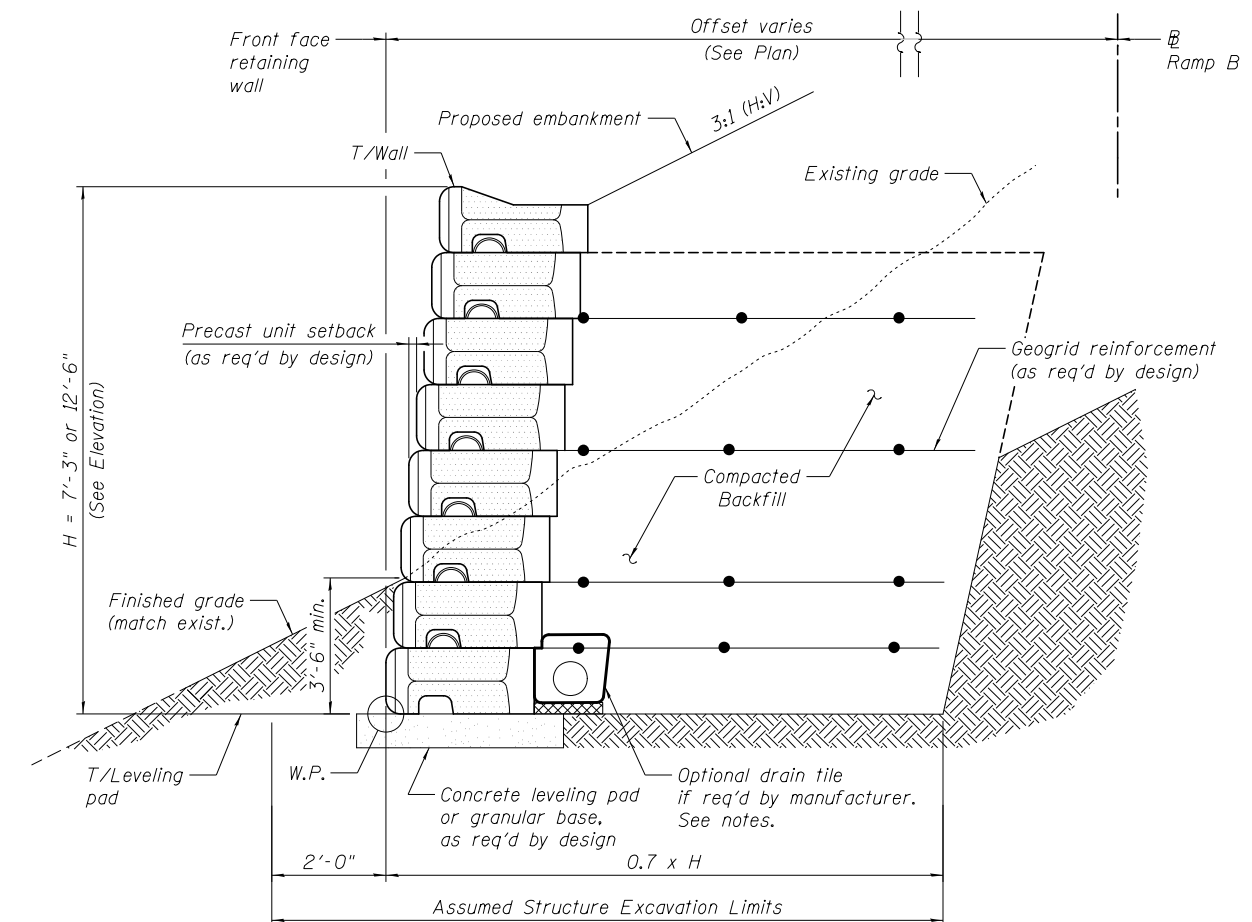 Front face
retaining
wall
Offset varies
(See Plan)
Ramp B
Proposed embankment
3:1 (H:V)
T/Wall
Existing grade
Precast unit setback
(as req'd by design)
Geogrid reinforcement
(as req'd by design)
H = 7'-3" or 12'-6"
(See Elevation)
Compacted
Backfill
Finished grade
(match exist.)
3'-6" min.
T/Leveling
pad
W.P.
Concrete leveling pad
or granular base,
as req'd by design
Optional drain tile
if req'd by manufacturer.
See notes.
2'-0"
0.7 x H
Assumed Structure Excavation Limits